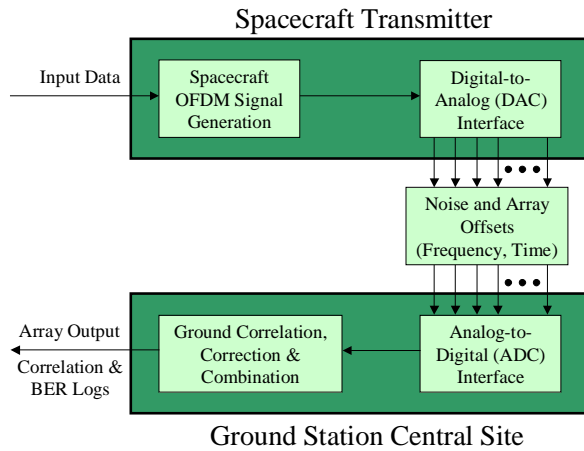 Spacecraft Transmitter
Input Data
Spacecraft
OFDM Signal
Generation
Digital-to-
Analog (DAC)
Interface
Noise and Array
Offsets
(Frequency, Time)
Array Output
Correlation &
BER Logs
Ground Correlation,
Correction &
Combination
Analog-to-
Digital (ADC)
Interface
Ground Station Central Site